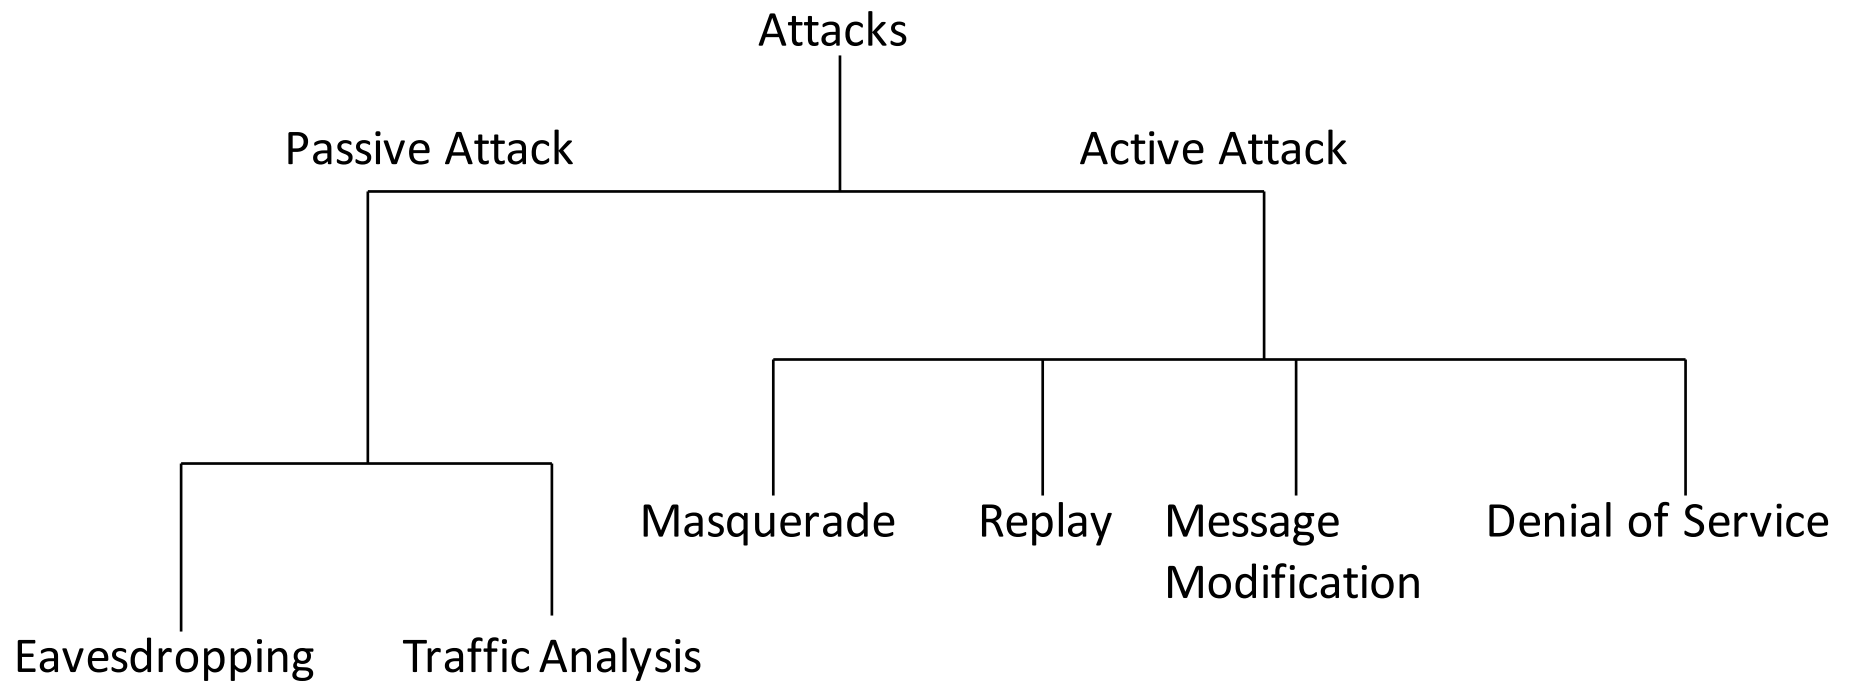 Attacks
Passive Attack
Active Attack
Masquerade
Replay
Message
Modification
Denial of Service
Eavesdropping
Traffic Analysis